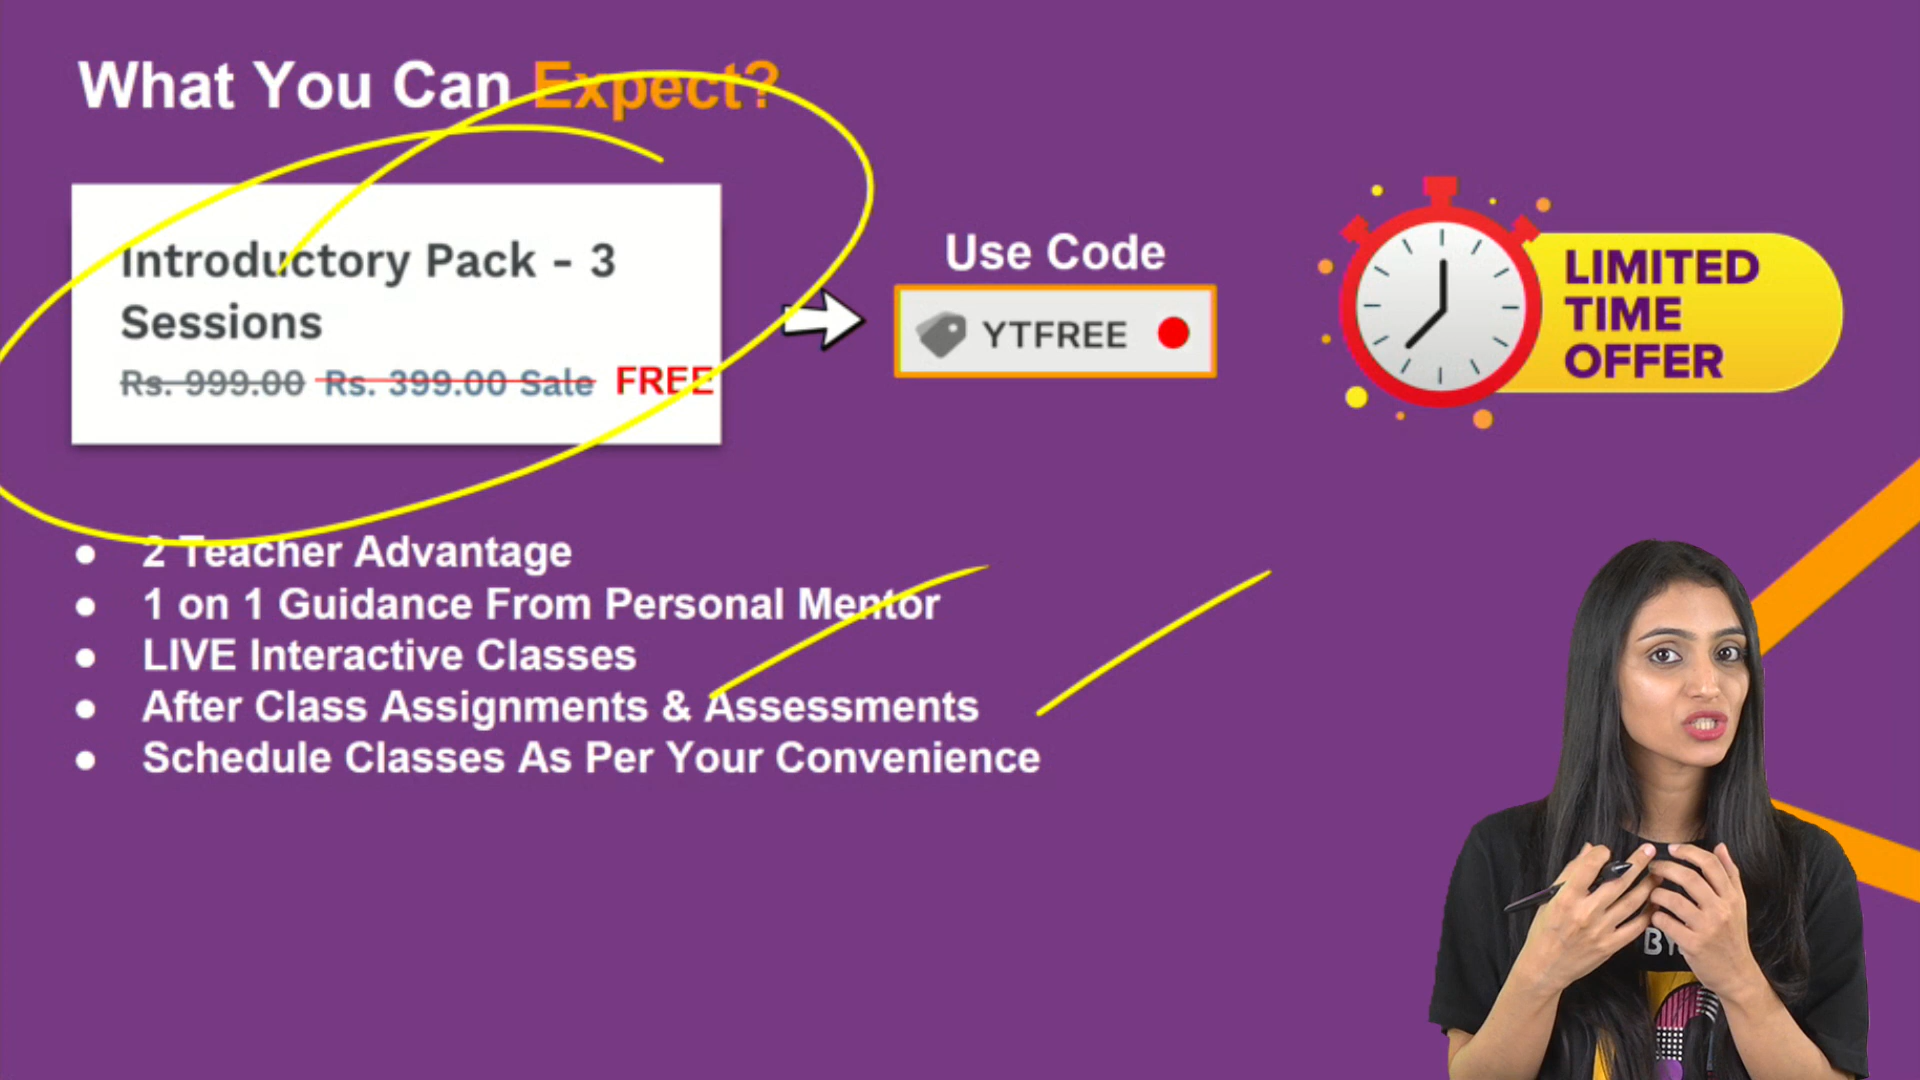 What You Can Expect?
Introductory Pack - 3
Sessions
Rs. 999.00 Rs. 399.00 Sale FREE
Use Code
YTFREE
LIMITED
TIME
OFFER
● 2 Teacher Advantage
● 1 on 1 Guidance From Personal Mentor
● LIVE Interactive Classes
● After Class Assignments & Assessments
● Schedule Classes As Per Your Convenience